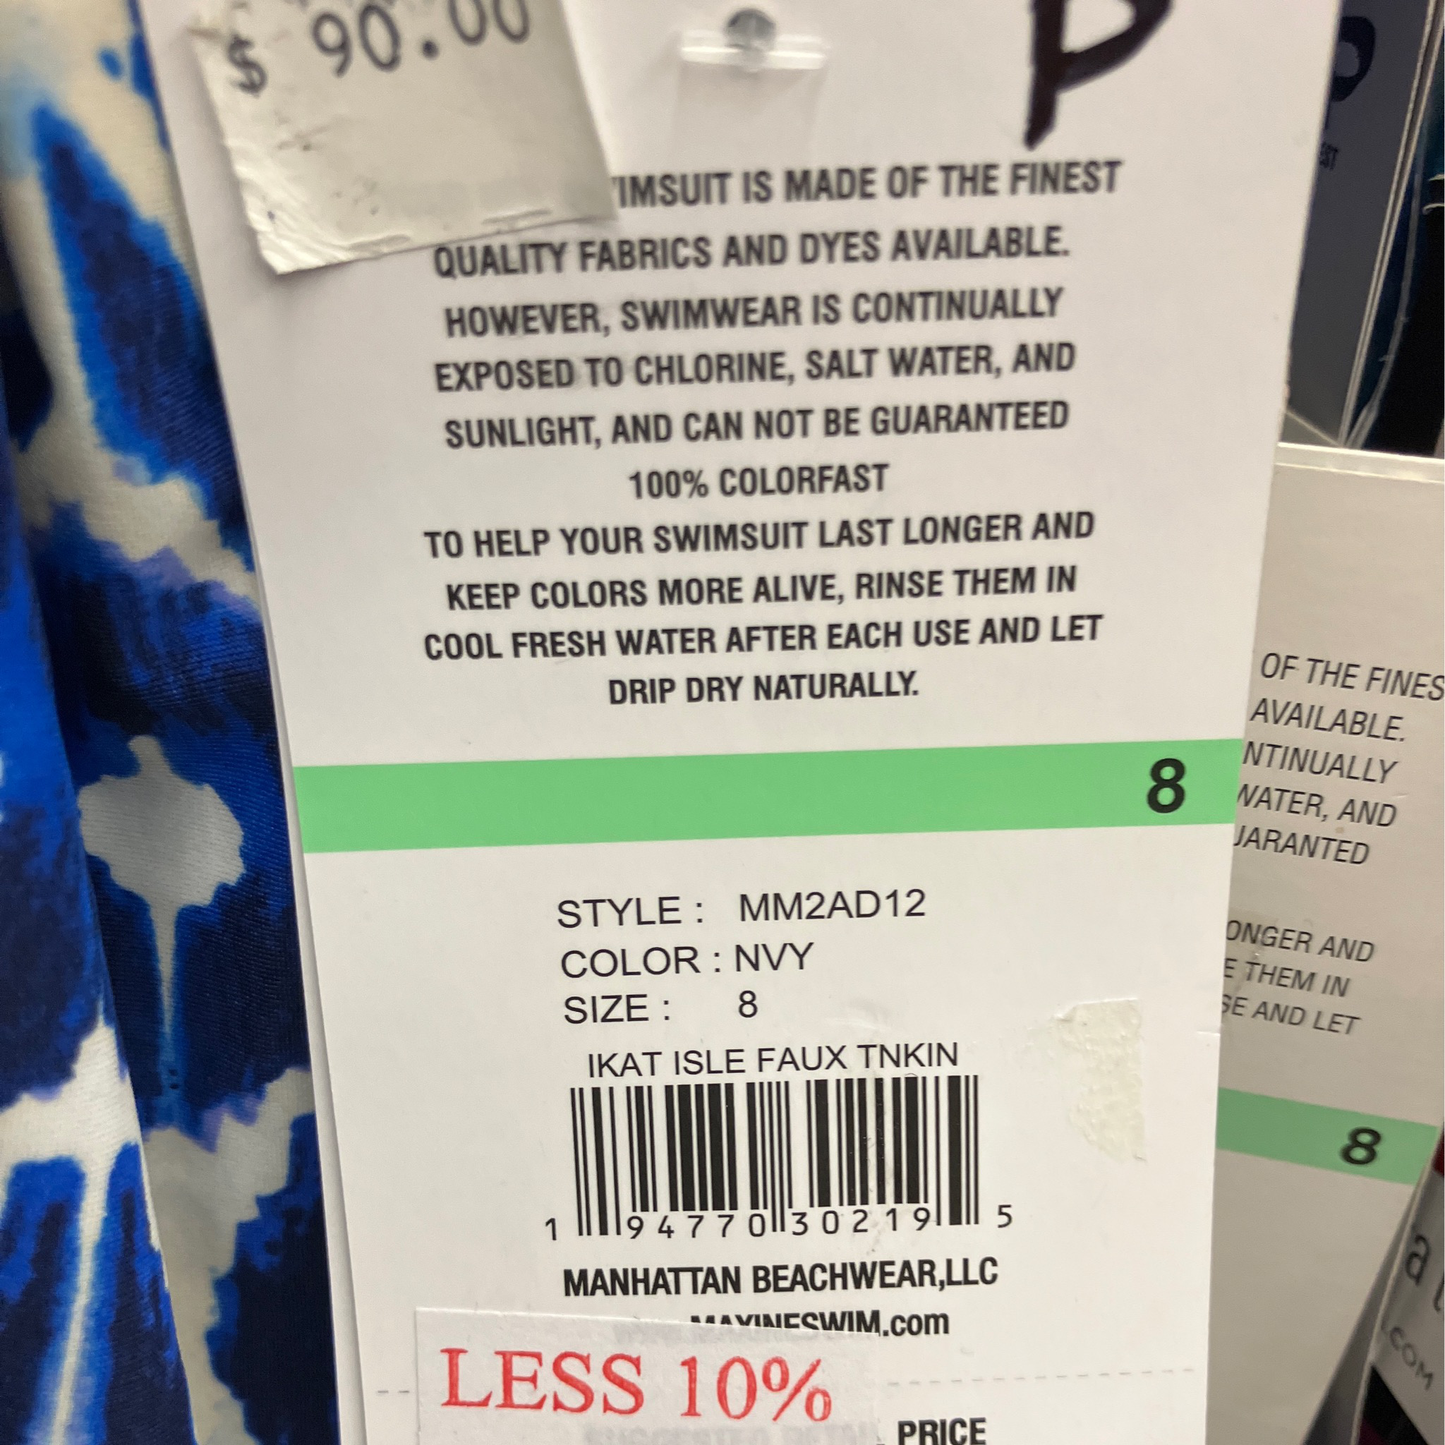 $ 90.00
P
IMSUIT IS MADE OF THE FINEST
QUALITY FABRICS AND DYES AVAILABLE.
HOWEVER, SWIMWEAR IS CONTINUALLY
EXPOSED TO CHLORINE, SALT WATER, AND
SUNLIGHT, AND CAN NOT BE GUARANTEED
100% COLORFAST
TO HELP YOUR SWIMSUIT LAST LONGER AND
KEEP COLORS MORE ALIVE, RINSE THEM IN
COOL FRESH WATER AFTER EACH USE AND LET
DRIP DRY NATURALLY.
8
STYLE : MM2AD12
COLOR : NVY
SIZE : 8
IKAT ISLE FAUX TNKIN
1 94770 30219 5
MANHATTAN BEACHWEAR,LLC
MAXINESWIM.com
LESS 10%
PRICE
OF THE FINES
AVAILABLE.
NTINUALLY
WATER, AND
UARANTED
ONGER AND
E THEM IN
SE AND LET
8
.COM